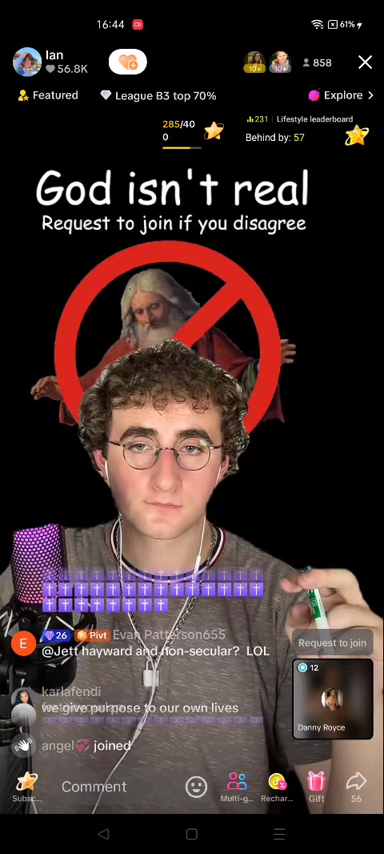 16:44
61%
Ian
56.8K
10+
10+
858
Featured
League B3 top 70%
Explore
285/40
0
231 Lifestyle leaderboard
Behind by: 57
God isn't real
Request to join if you disagree
26 Pivt Evan Patterson655
@Jett hayward and non-secular? LOL
Request to join
12
Danny Royce
E
karlafendi
we give purpose to our own lives
angel joined
Subsc...
Comment
Multi-g...
Rechar...
Gift
56